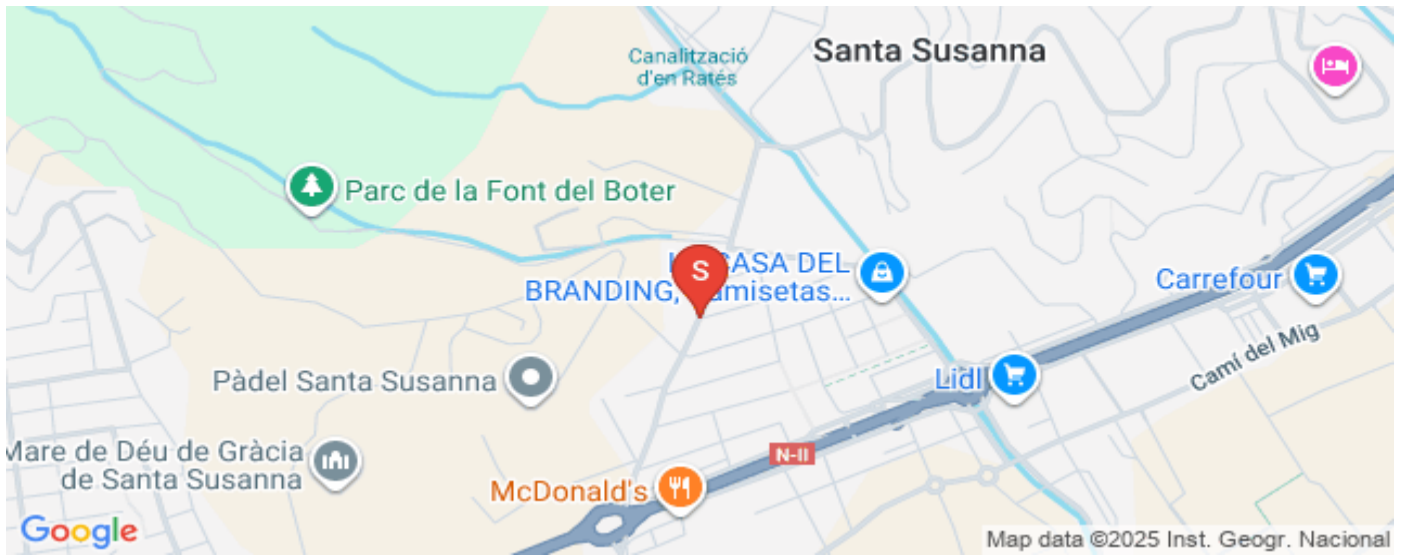 Canalització
d'en Ratés
Santa Susanna
Parc de la Font del Boter
S
CASA DEL
BRANDING, Camisetas...
Carrefour
Camí del Mig
Pàdel Santa Susanna
Lidl
Mare de Déu de Gràcia
de Santa Susanna
N-II
McDonald's
Google
Map data ©2025 Inst. Geogr. Nacional